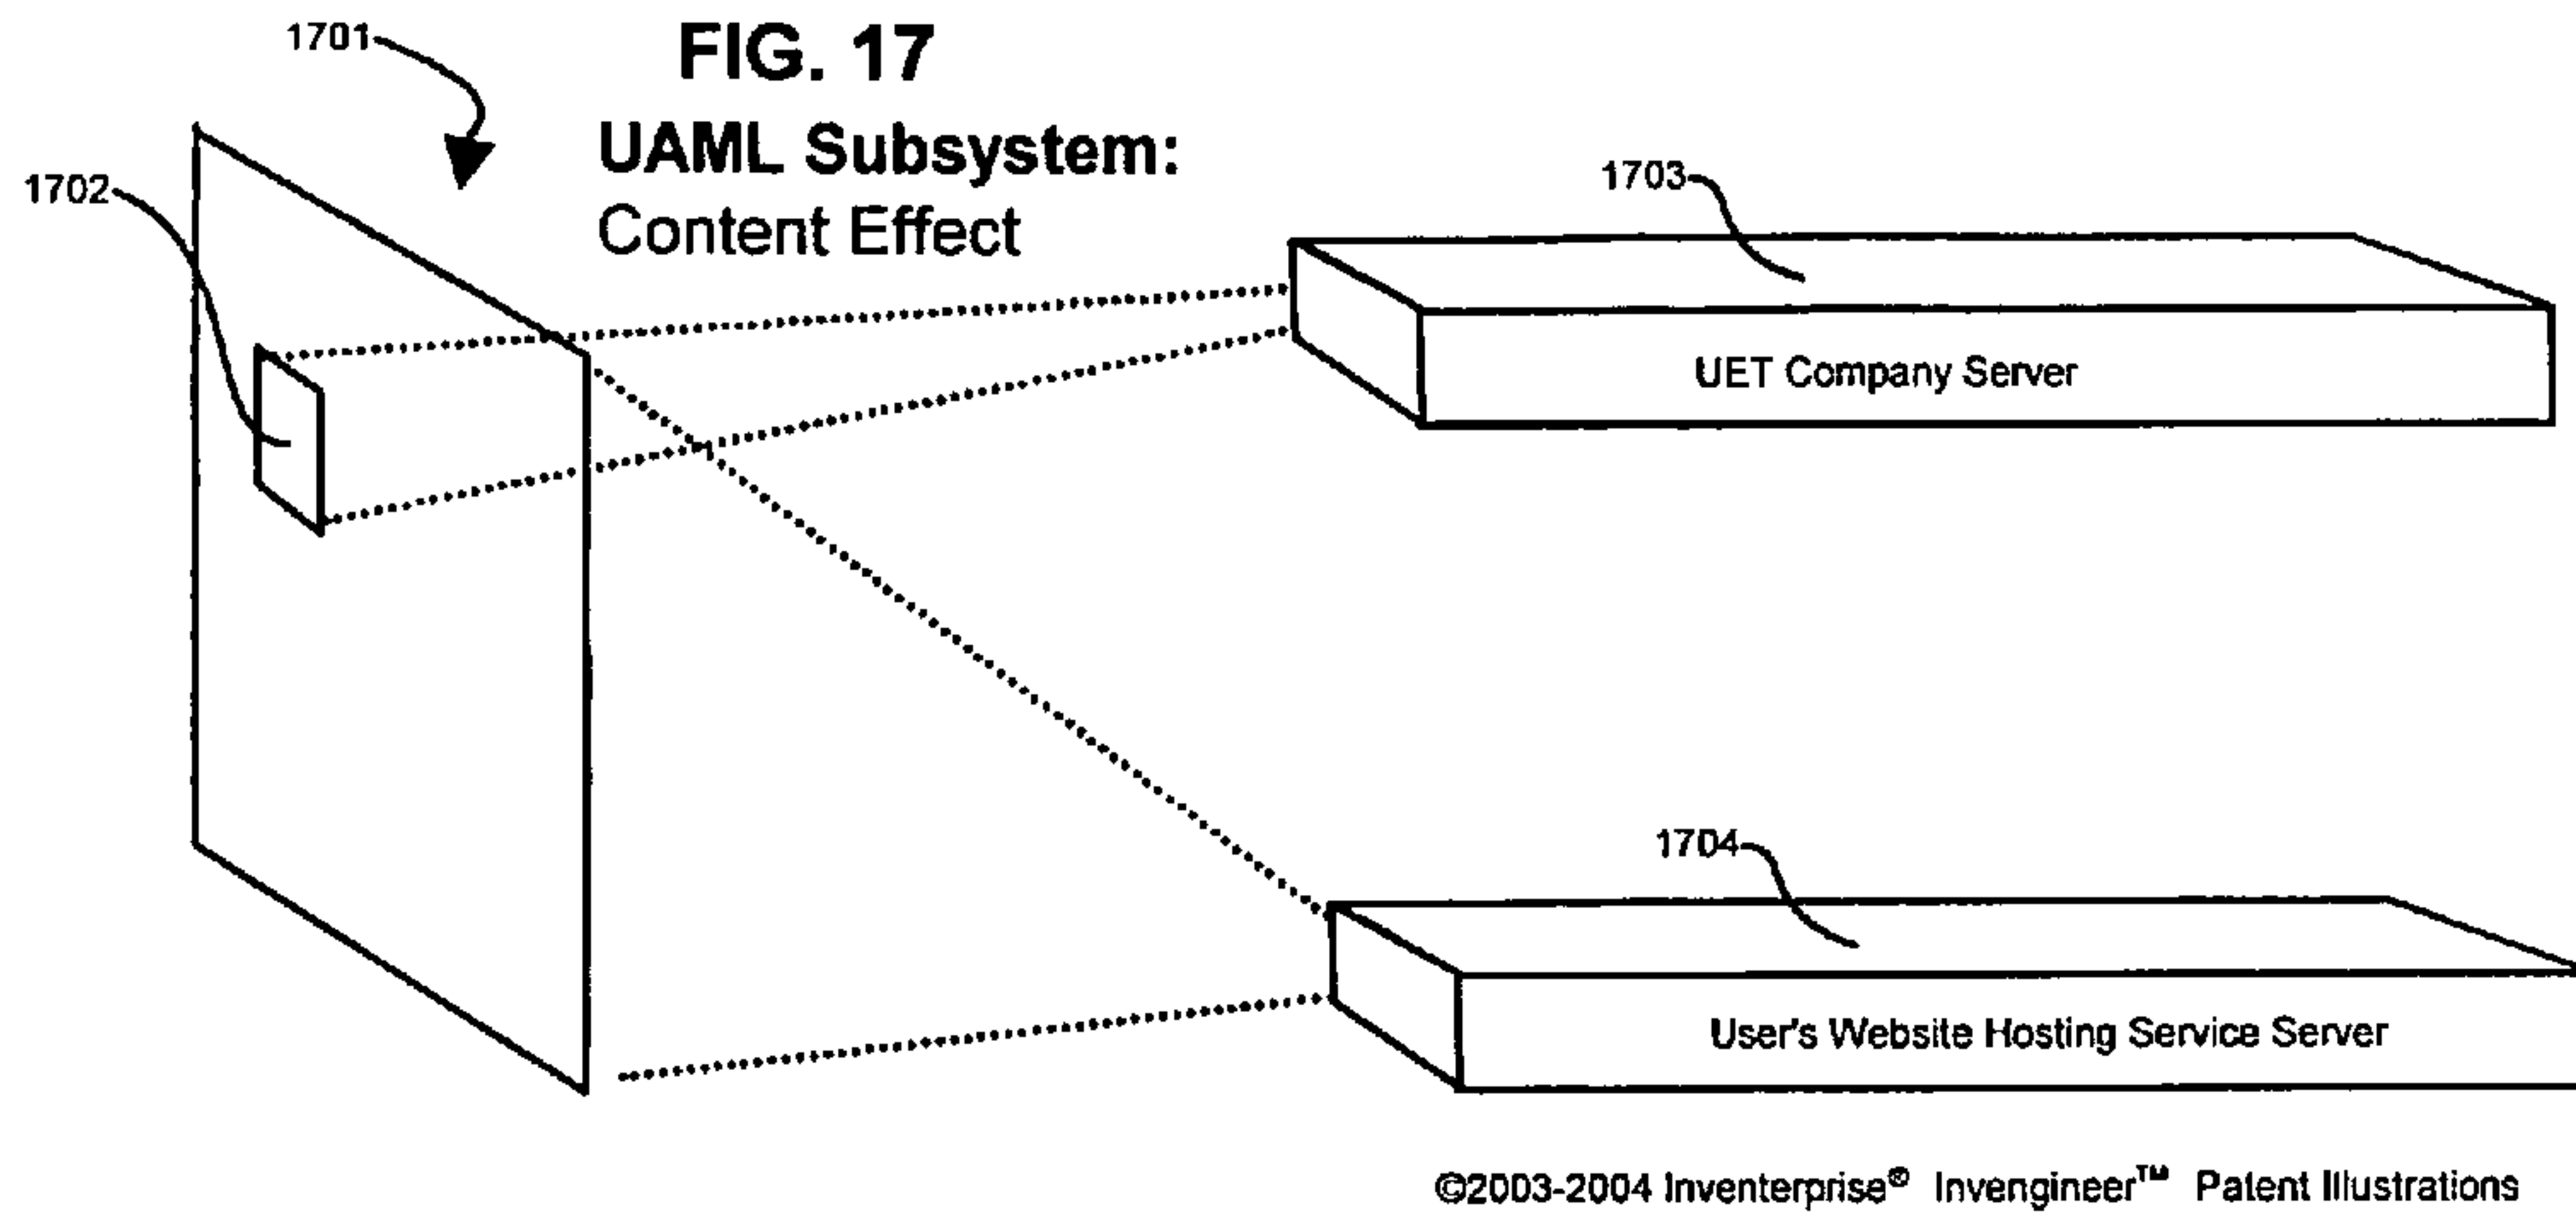 1701
FIG. 17
UAML Subsystem:
Content Effect
1702
1703
UET Company Server
1704
User's Website Hosting Service Server
©2003-2004 Inventerprise® Invengineer™ Patent Illustrations